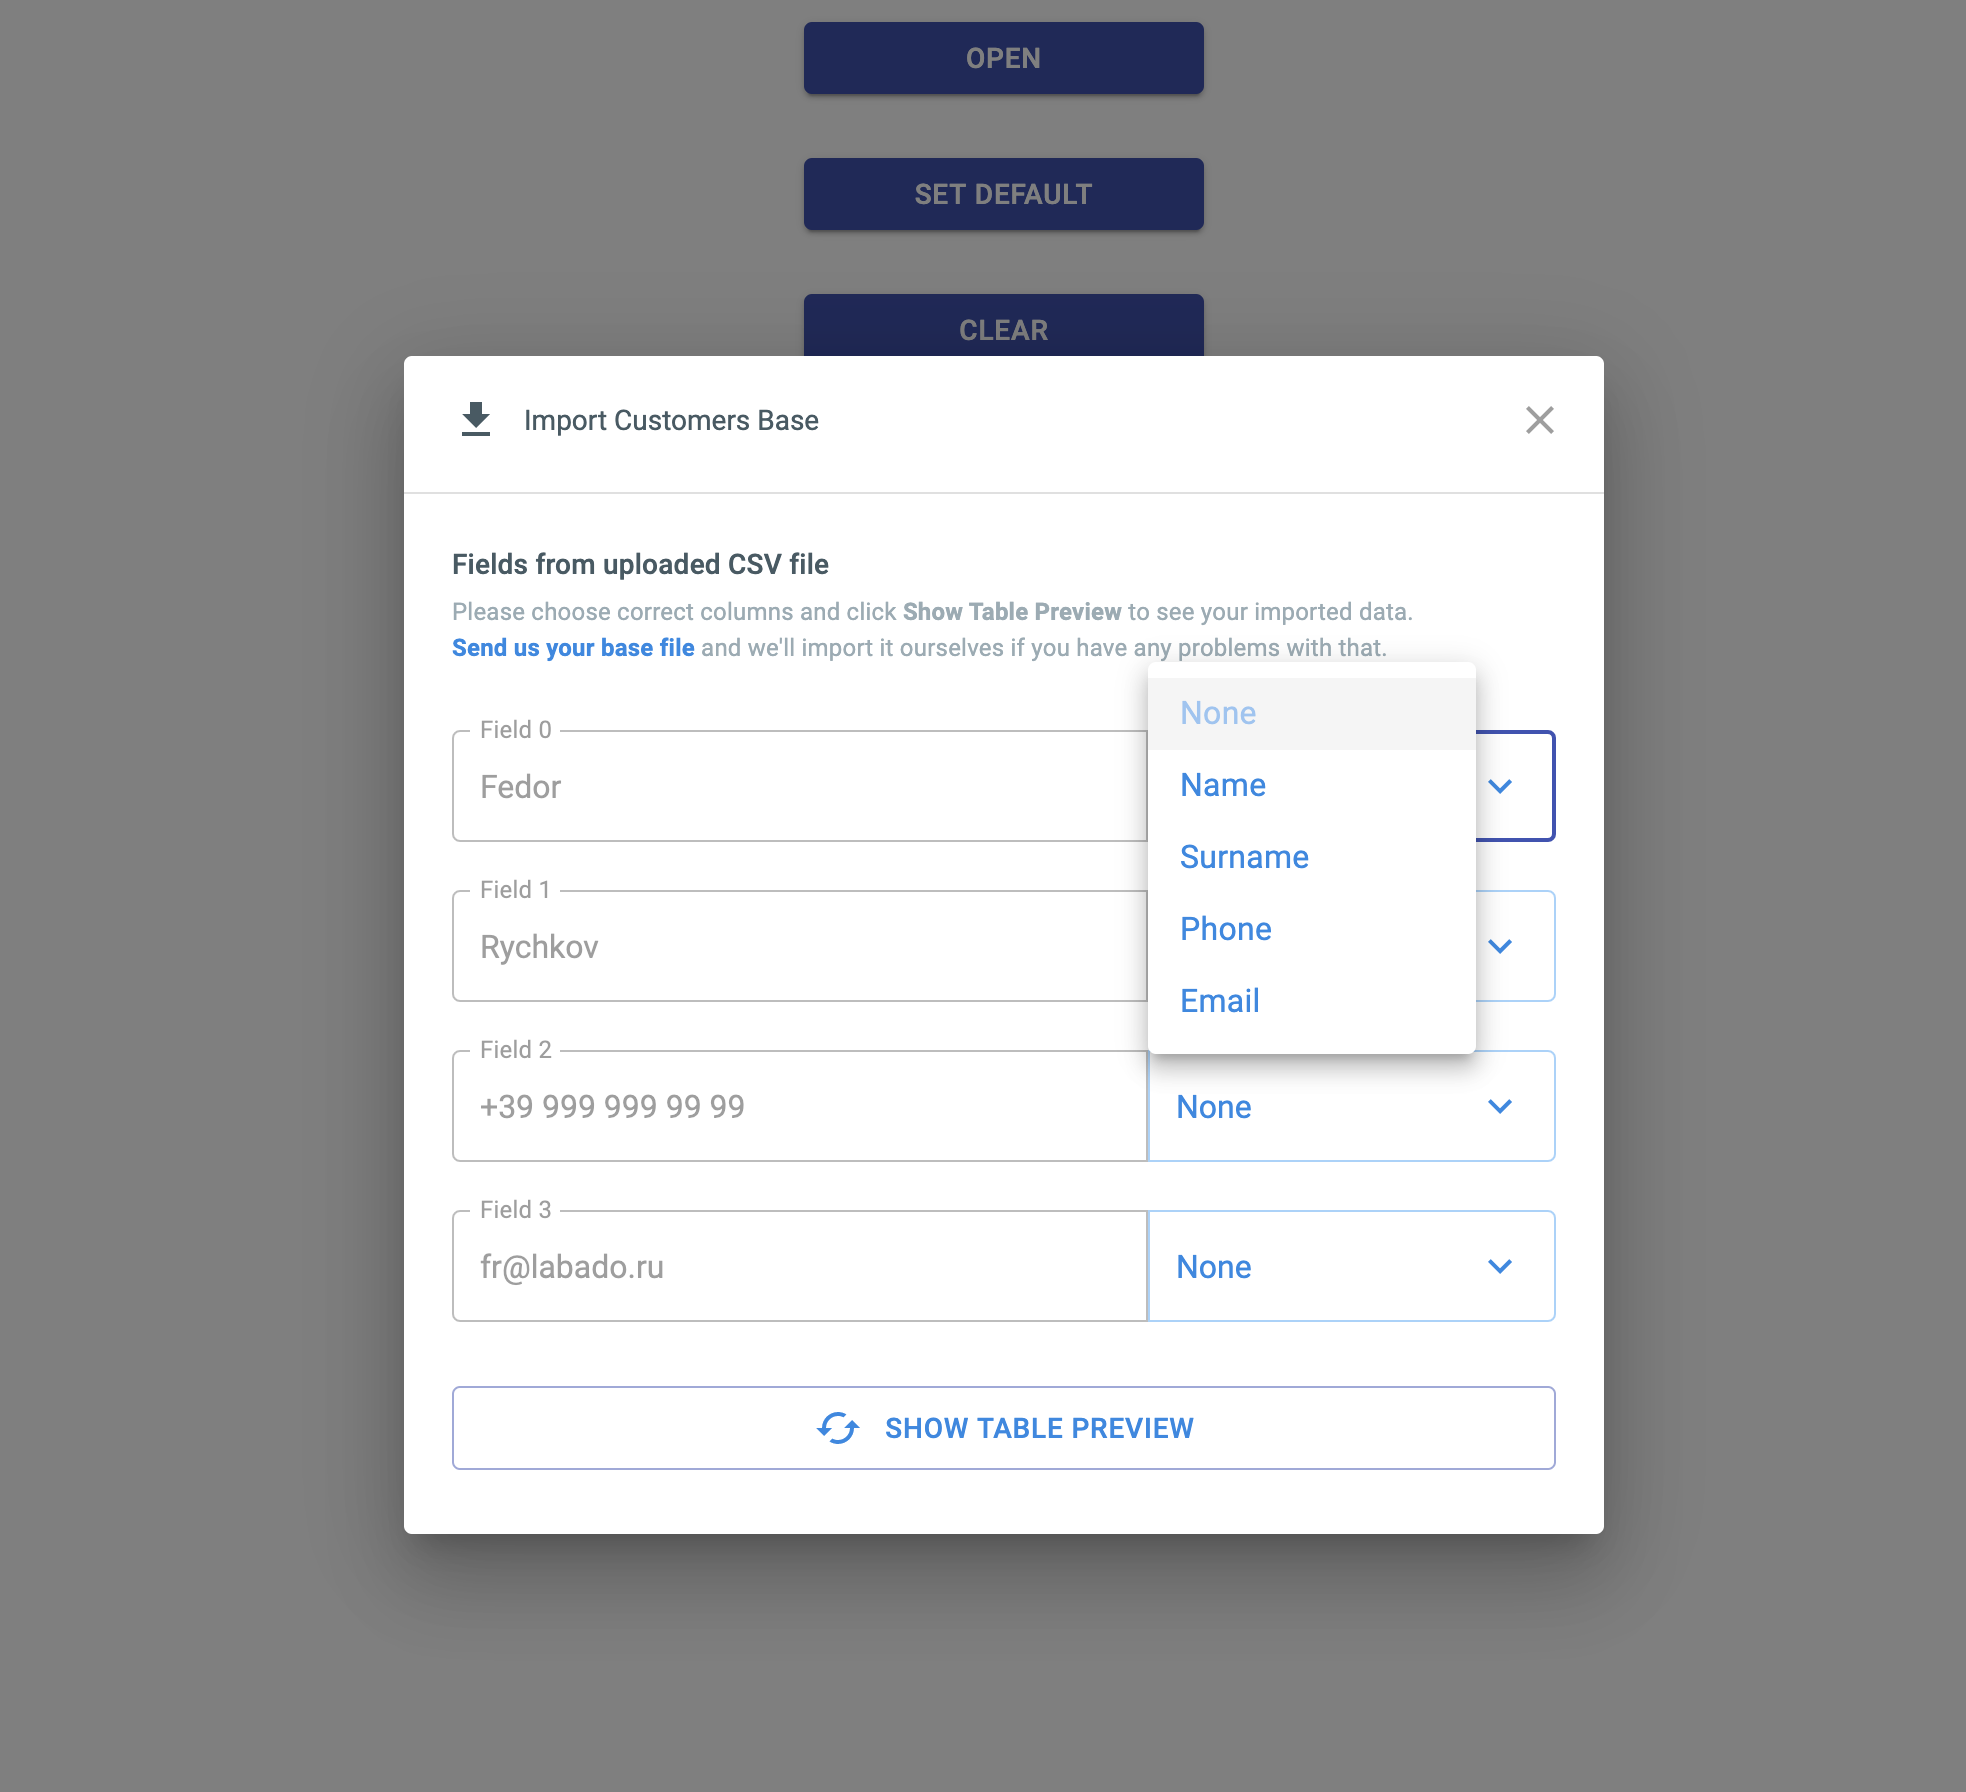 OPEN
SET DEFAULT
CLEAR
Import Customers Base
Fields from uploaded CSV file
Please choose correct columns and click Show Table Preview to see your imported data.
Send us your base file and we'll import it ourselves if you have any problems with that.
Field 0
Fedor
None
Name
Surname
Phone
Email
Field 1
Rychkov
Field 2
+39 999 999 99 99
None
Field 3
fr@labado.ru
None
SHOW TABLE PREVIEW